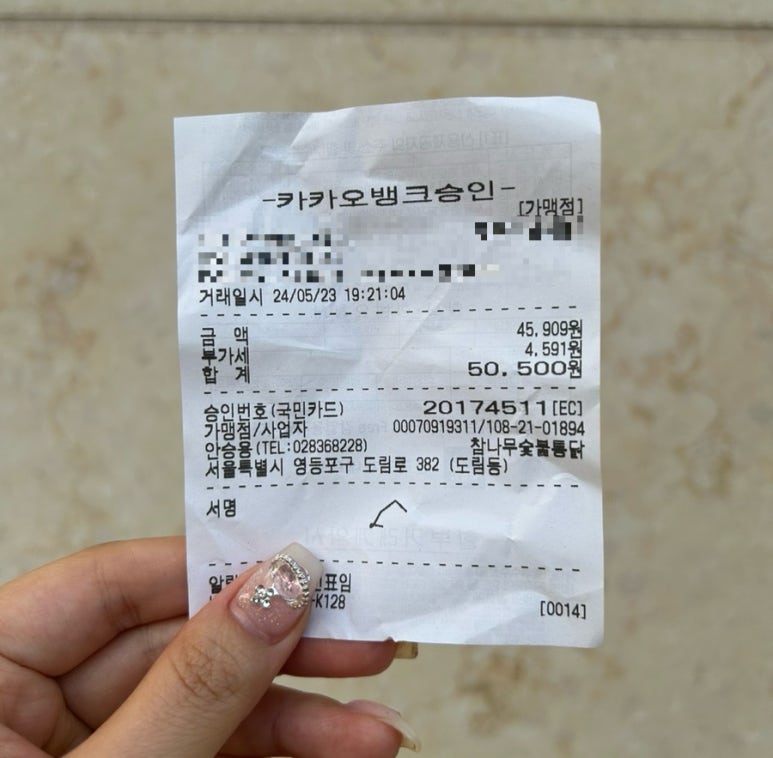 -카카오뱅크승인-
[가맹점]
거래일시 24/05/23 19:21:04
금 액 45,909원
부가세 4,591원
합 계 50,500원
승인번호(국민카드) 20174511[EC]
가맹점/사업자 00070919311/108-21-01894
안승용(TEL:028368228) 참나무숯불통닭
서울특별시 영등포구 도림로 382 (도림동)
서명
표임
-K128 [0014]